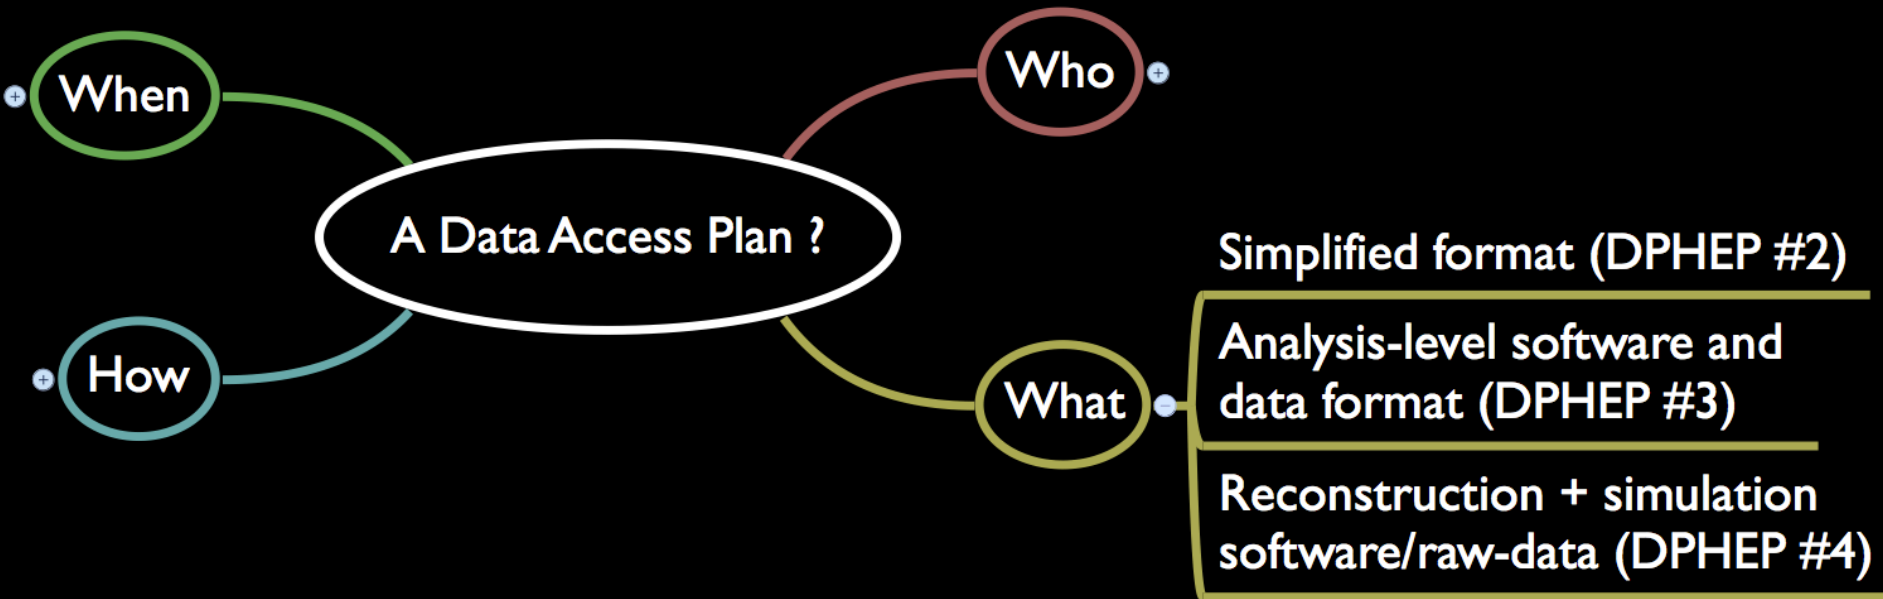 When
Who
A Data Access Plan ?
How
What
Simplified format (DPHEP #2)
Analysis-level software and
data format (DPHEP #3)
Reconstruction + simulation
software/raw-data (DPHEP #4)